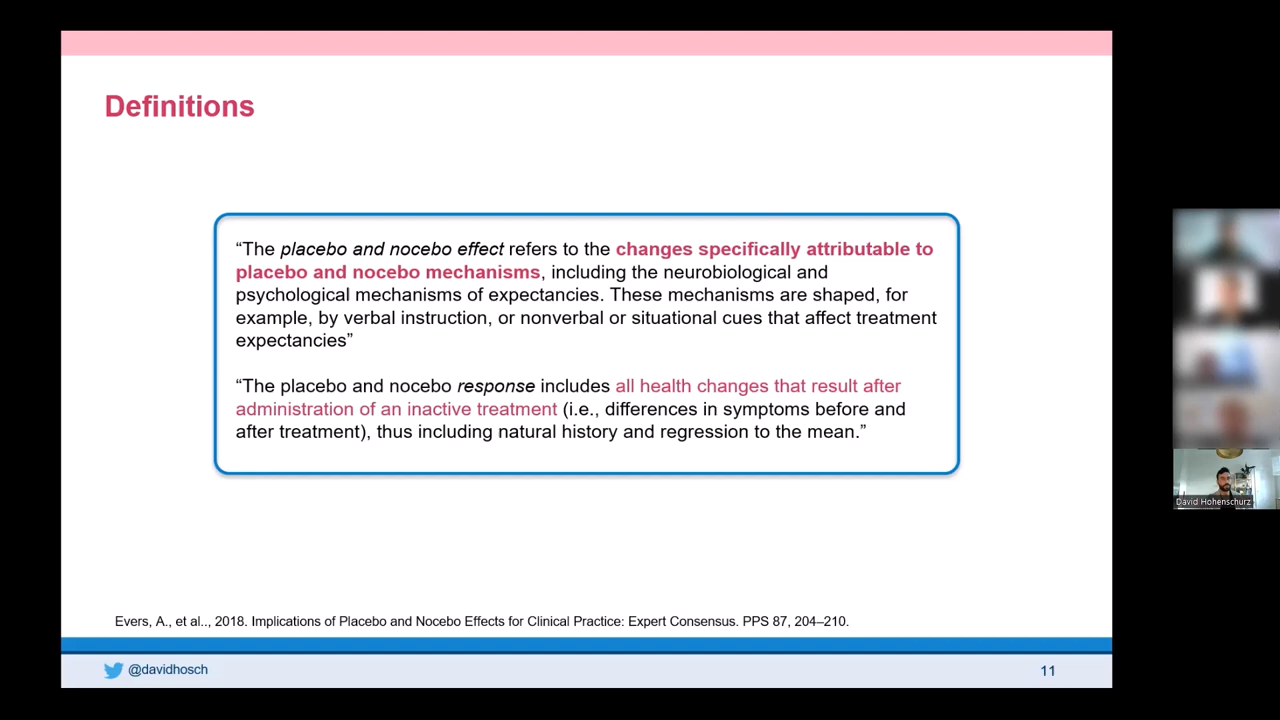 Definitions
“The placebo and nocebo effect refers to the changes specifically attributable to
placebo and nocebo mechanisms, including the neurobiological and
psychological mechanisms of expectancies. These mechanisms are shaped, for
example, by verbal instruction, or nonverbal or situational cues that affect treatment
expectancies”
“The placebo and nocebo response includes all health changes that result after
administration of an inactive treatment (i.e., differences in symptoms before and
after treatment), thus including natural history and regression to the mean.”
Evers, A., et al.., 2018. Implications of Placebo and Nocebo Effects for Clinical Practice: Expert Consensus. PPS 87, 204–210.
@davidhosch
11
David Hohenschurz